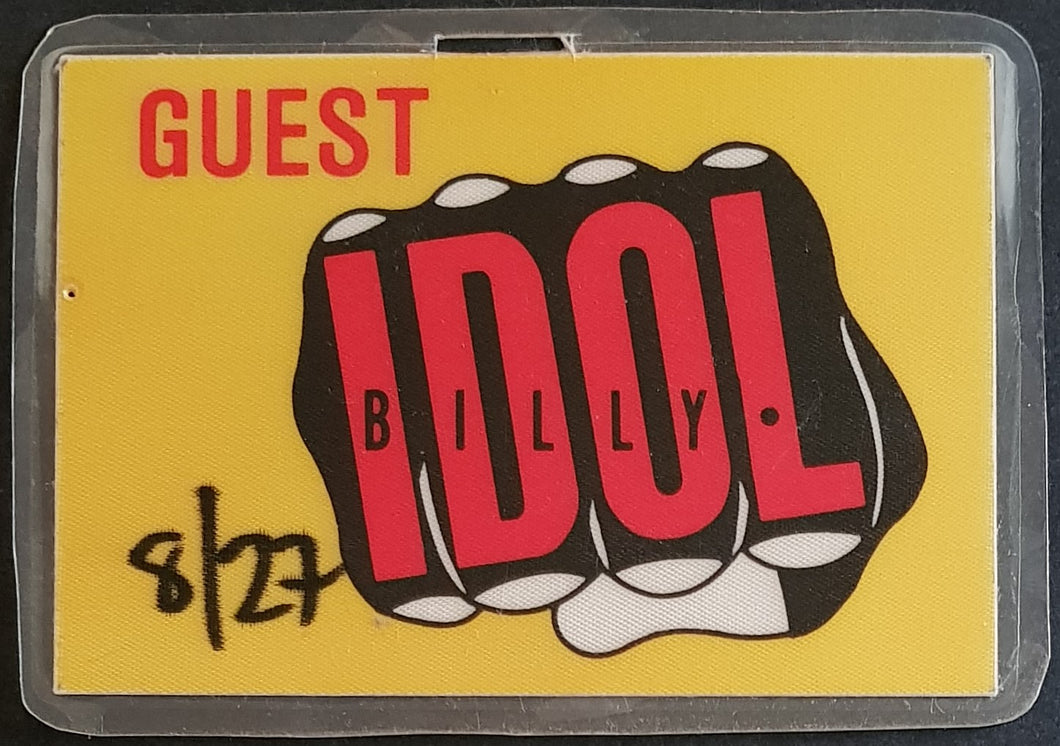 GUEST
IDOL
BILLY.
8/27